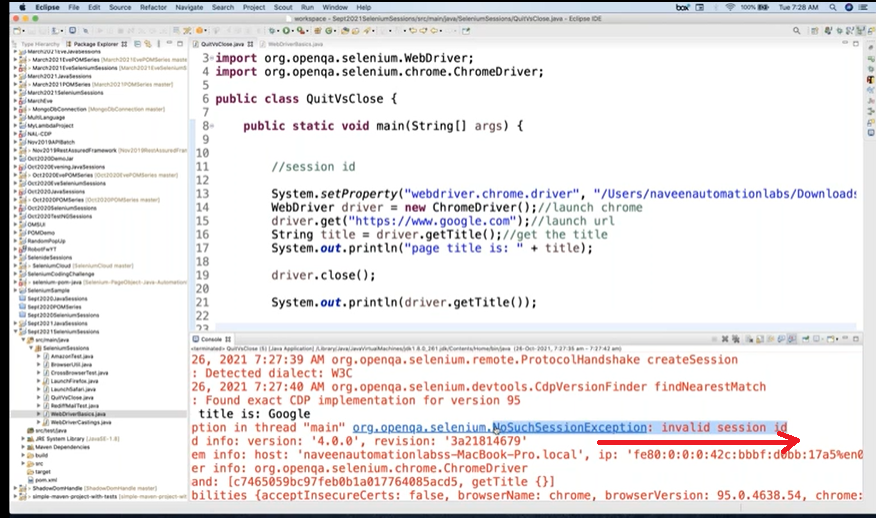 Eclipse File Edit Source Refactor Navigate Search Project Scout Run Window Help
box 100% Tue 7:28 AM
workspace - Sept2021SeleniumSessions/src/main/java/SeleniumSessions/QuitVsClose.java - Eclipse IDE
Type Hierarchy Package Explorer
QuitVsClose.java WebDriverBasics.java
March2021EvePOMSeries [March2021EvePOMSeries master]
March2021JavaSessions
March2021POMSeries [March2021POMSeries master]
March2021SeleniumSessions
MarchEve
MongoDbConnection [MongoDbConnection master]
MultiLanguage
MyLambdaProject
NAL-CDP
Nov2019APIBatch
Nov2019RestAssuredFramework [Nov2019RestAssuredFram
Oct2020DemoJar
Oct2020EveningJavaSessions
Oct2020EvePOMSeries [Oct2020EvePOMSeries master]
Oct2020EveSeleniumSessions
Oct2020JavaSessions
Oct2020POMSeries [Oct2020POMSeries master]
Oct2020SeleniumSessions
Oct2020TestNGSessions
OMSUI
POMDemo
RandomPopUp
RobotFwYT
SelenideSessions
SeleniumCloud [SeleniumCloud master]
SeleniumCodingChallenge
selenium-pom-java [Selenium-PageObject-Java-Automation
SeleniumSample
Sept2020JavaSessions
Sept2020POMSeries
Sept2020SeleniumSessions
Sept2021JavaSessions
Sept2021SeleniumSessions
src/main/java
SeleniumSessions
AmazonTest.java
BrowserUtil.java
CrossBrowserTest.java
LaunchFirefox.java
LaunchSafari.java
QuitVsClose.java
RediffMailTest.java
WebDriverBasics.java
WebDriverCastings.java
src/test/java
JRE System Library [JavaSE-1.8]
Maven Dependencies
build
src
target
pom.xml
ShadowDomHandle [ShadowDomHandle master]
simple-maven-project-with-tests [simple-maven-project-wit
3 import org.openqa.selenium.WebDriver;
4 import org.openqa.selenium.chrome.ChromeDriver;
5
6 public class QuitVsClose {
7
8 public static void main(String[] args) {
9
10
11 //session id
12
13 System.setProperty("webdriver.chrome.driver", "/Users/naveenautomationlabs/Downloads
14 WebDriver driver = new ChromeDriver();//launch chrome
15 driver.get("https://www.google.com");//launch url
16 String title = driver.getTitle();//get the title
17 System.out.println("page title is: " + title);
18
19 driver.close();
20
21 System.out.println(driver.getTitle());
22
23
Console
<terminated> QuitVsClose (5) [Java Application] /Library/Java/JavaVirtualMachines/jdk1.8.0_261.jdk/Contents/Home/bin/java (26-Oct-2021, 7:27:35 am – 7:27:42 am)
26, 2021 7:27:39 AM org.openqa.selenium.remote.ProtocolHandshake createSession
: Detected dialect: W3C
26, 2021 7:27:40 AM org.openqa.selenium.devtools.CdpVersionFinder findNearestMatch
: Found exact CDP implementation for version 95
title is: Google
ption in thread "main" org.openqa.selenium.NoSuchSessionException: invalid session id
d info: version: '4.0.0', revision: '3a21814679'
em info: host: 'naveenautomationlabss-MacBook-Pro.local', ip: 'fe80:0:0:0:42c:bbbf:d0bb:17a5%en0
er info: org.openqa.selenium.chrome.ChromeDriver
and: [c7465059bc97feb0b1a017764085acd5, getTitle {}]
bilities {acceptInsecureCerts: false, browserName: chrome, browserVersion: 95.0.4638.54, chrome: